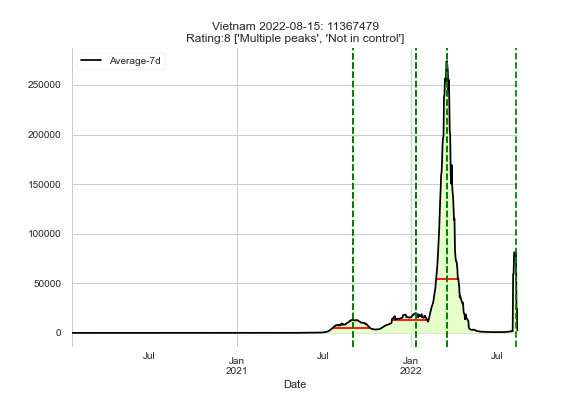 Vietnam 2022-08-15: 11367479
Rating:8 ['Multiple peaks', 'Not in control']
Average-7d
250000
200000
150000
100000
50000
0
Jul
Jan
2021
Jul
Jan
2022
Jul
Date